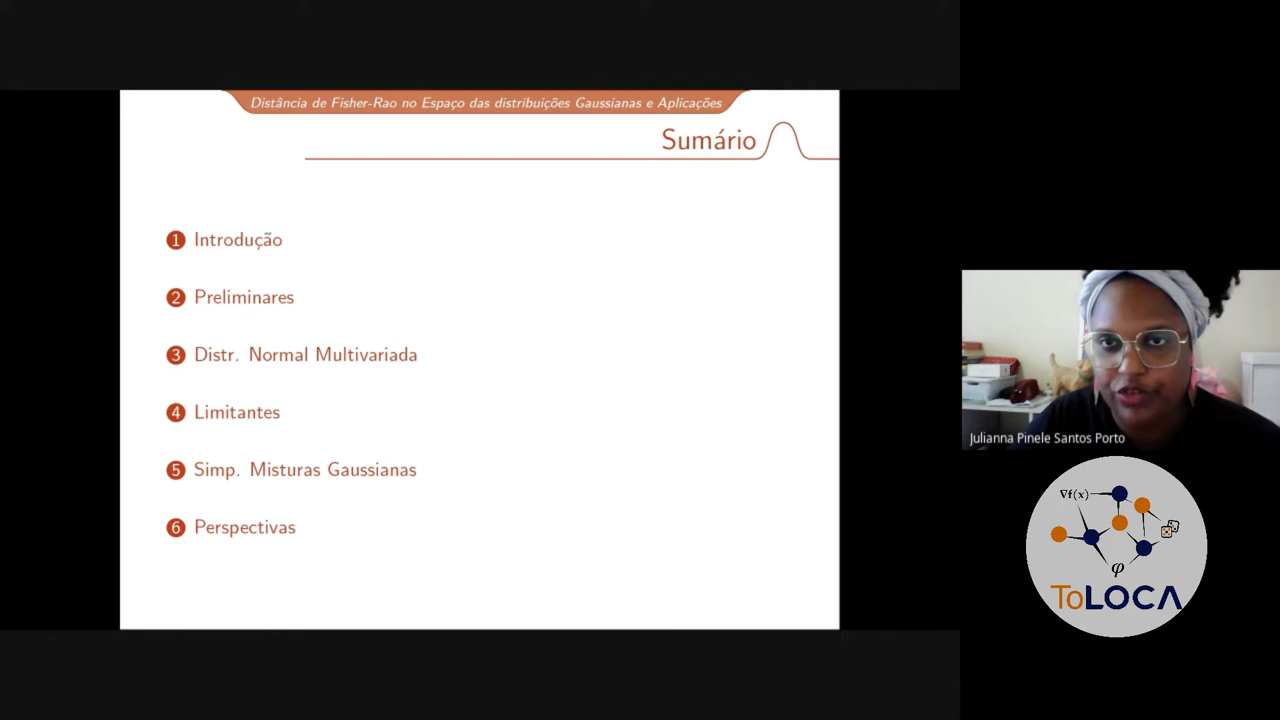 Distância de Fisher-Rao no Espaço das distribuições Gaussianas e Aplicações
Sumário
1 Introdução
2 Preliminares
3 Distr. Normal Multivariada
4 Limitantes
5 Simp. Misturas Gaussianas
6 Perspectivas
Julianna Pinele Santos Porto
∇f(x)
φ
ToLOCA